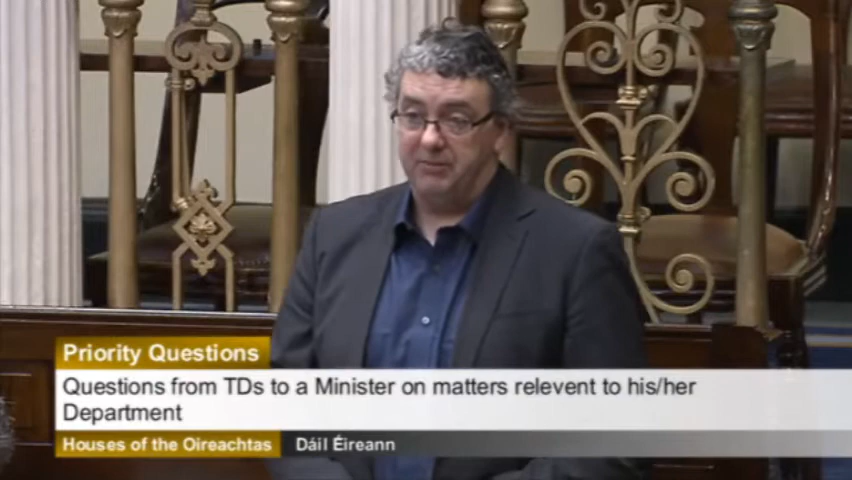 Priority Questions
Questions from TDs to a Minister on matters relevent to his/her
Department
Houses of the Oireachtas Dáil Éireann